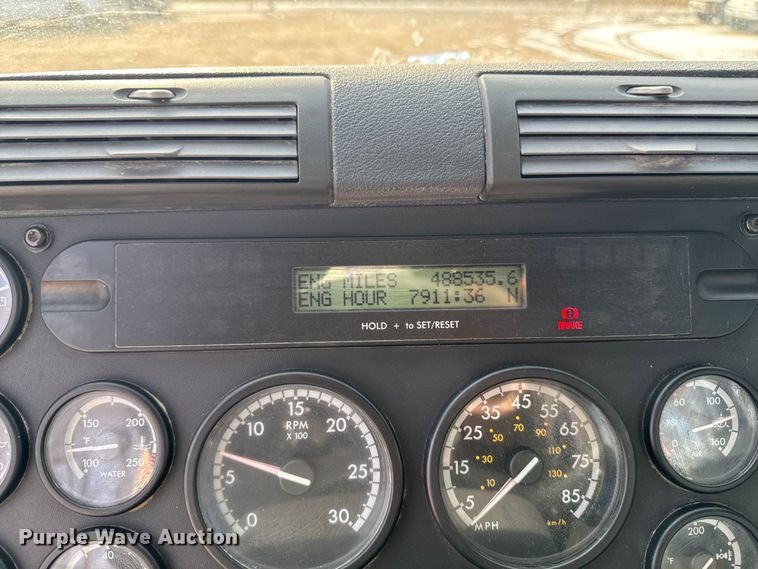 ENG MILES 488535.6
ENG HOUR 7911:36 N
HOLD + to SET/RESET
BRAKE
150 200
°F
100 250
WATER
RPM
X 100
0 5 10 15 20 25 30
5 15 25 35 45 55 65 75 85
10 30 50 70 90 110 130
MPH
km/h
60 100
PSI
0 160
40
200
°F
Purple Wave Auction